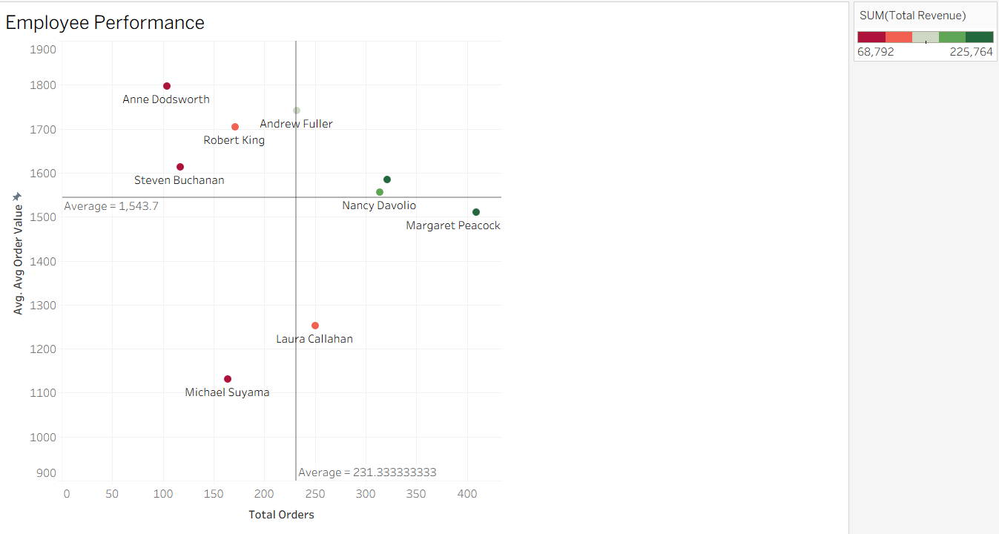 Employee Performance
SUM(Total Revenue)
68,792 225,764
1900
1800
1700
1600
1500
1400
1300
1200
1100
1000
900
Avg. Avg Order Value
Anne Dodsworth
Andrew Fuller
Robert King
Steven Buchanan
Average = 1,543.7
Nancy Davolio
Margaret Peacock
Laura Callahan
Michael Suyama
Average = 231.333333333
0 50 100 150 200 250 300 350 400
Total Orders